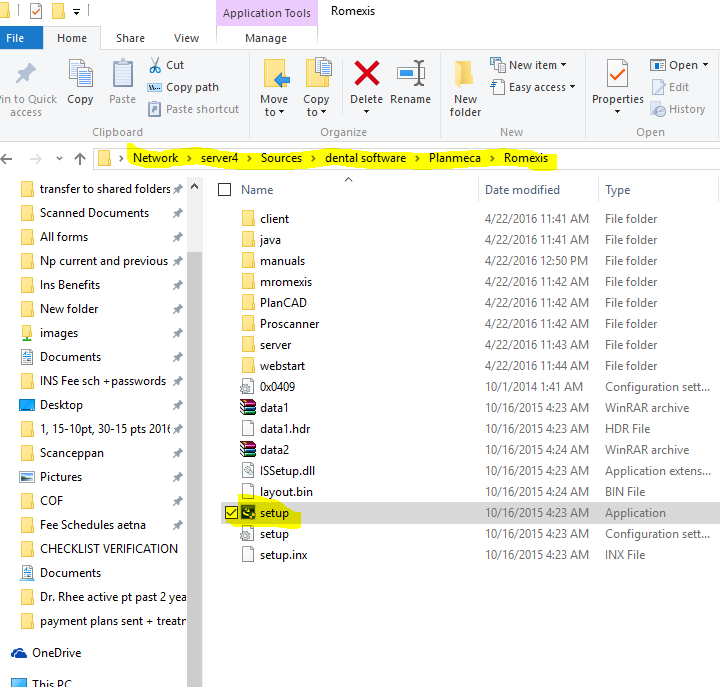 Application Tools Romexis
File Home Share View Manage
Pin to Quick access
Copy
Paste
Cut
Copy path
Paste shortcut
Clipboard
Move to
Copy to
Delete
Rename
Organize
New folder
New item
Easy access
New
Properties
Open
Edit
History
Open
Network > server4 > Sources > dental software > Planmeca > Romexis
transfer to shared folders
Scanned Documents
All forms
Np current and previous
Ins Benefits
New folder
images
Documents
INS Fee sch +passwords
Desktop
1, 15-10pt, 30-15 pts 2016
Scanceppan
Pictures
COF
Fee Schedules aetna
CHECKLIST VERIFICATION
Documents
Dr. Rhee active pt past 2 yea
payment plans sent + treatr
OneDrive
This PC
Name Date modified Type
client 4/22/2016 11:41 AM File folder
java 4/22/2016 11:41 AM File folder
manuals 4/22/2016 12:50 PM File folder
mromexis 4/22/2016 11:42 AM File folder
PlanCAD 4/22/2016 11:42 AM File folder
Proscanner 4/22/2016 11:42 AM File folder
server 4/22/2016 11:43 AM File folder
webstart 4/22/2016 11:44 AM File folder
0x0409 10/1/2014 1:41 AM Configuration sett...
data1 10/16/2015 4:23 AM WinRAR archive
data1.hdr 10/16/2015 4:23 AM HDR File
data2 10/16/2015 4:24 AM WinRAR archive
ISSetup.dll 10/16/2015 4:23 AM Application extens...
layout.bin 10/16/2015 4:24 AM BIN File
setup 10/16/2015 4:23 AM Application
setup 10/16/2015 4:23 AM Configuration sett...
setup.inx 10/16/2015 4:23 AM INX File